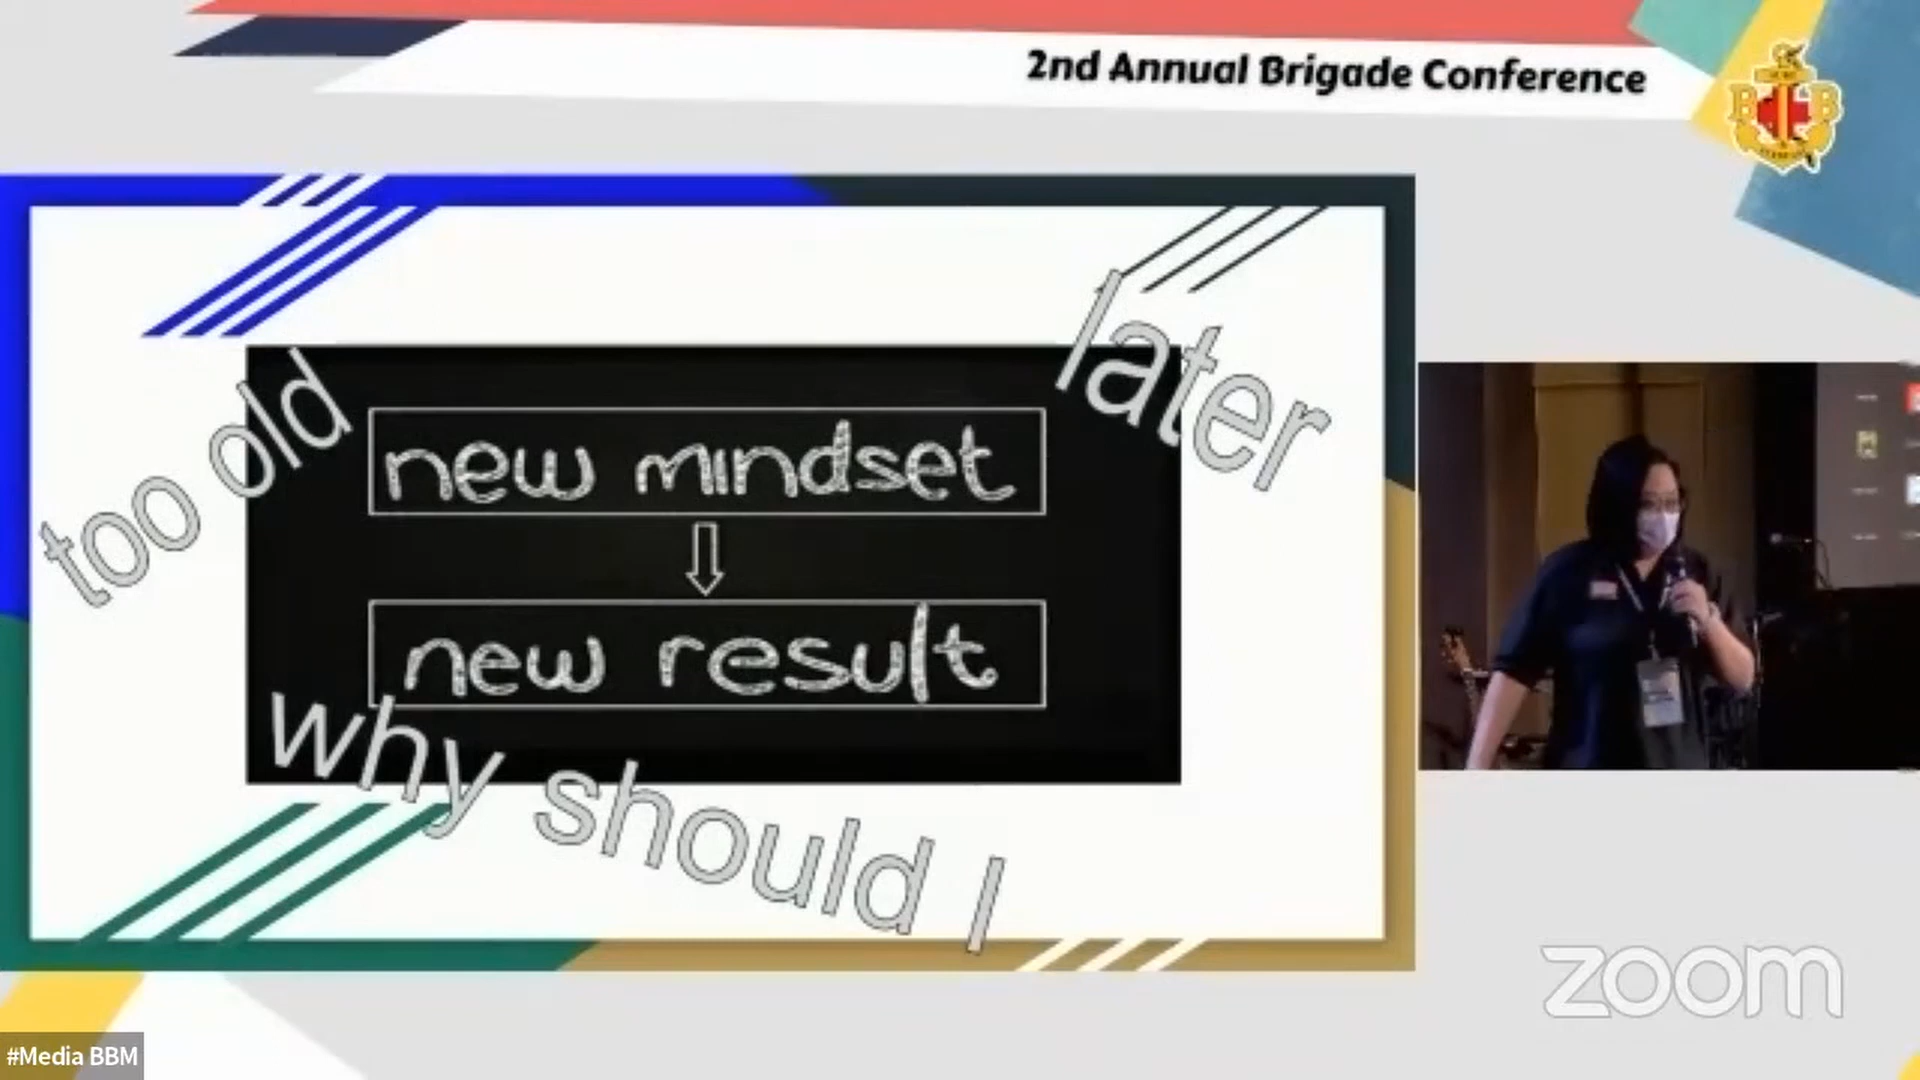 2nd Annual Brigade Conference
B B
too old
later
new mindset
new result
why should I
zoom
#Media BBM